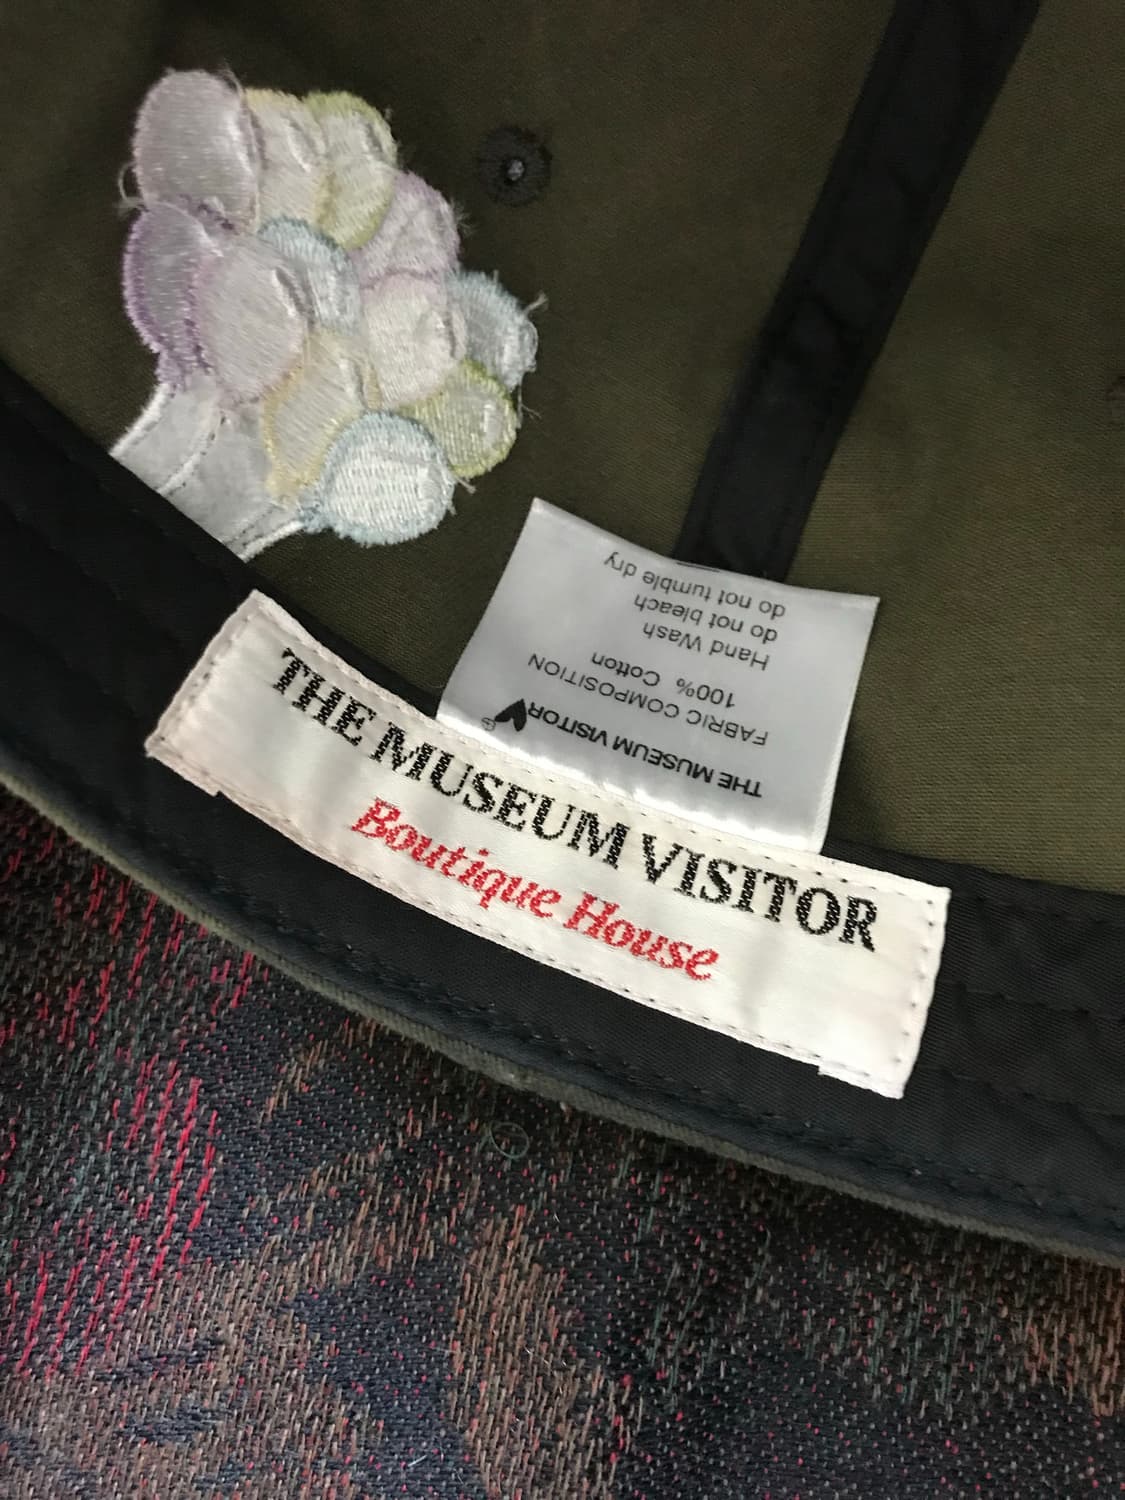 THE MUSEUM VISITOR
Boutique House
THE MUSEUM VISITOR
FABRIC COMPOSITION
100% Cotton
Hand Wash
do not bleach
do not tumble dry